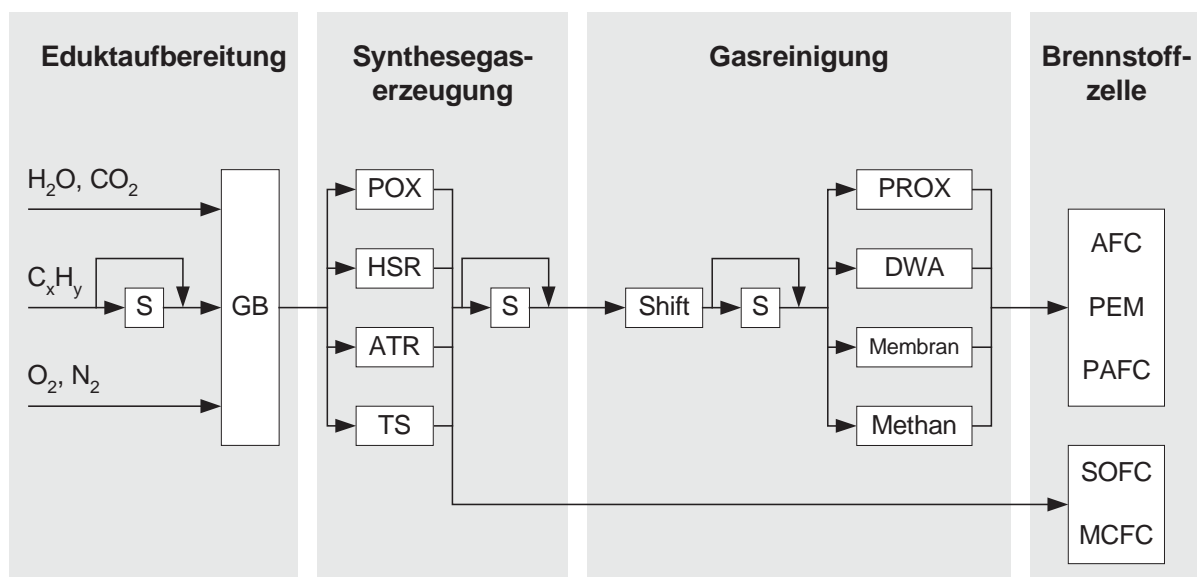 Eduktaufbereitung
Synthesegas-
erzeugung
Gasreinigung
Brennstoff-
zelle
H₂O, CO₂
CₓHᵧ
S
O₂, N₂
GB
POX
HSR
ATR
TS
S
Shift
S
PROX
DWA
Membran
Methan
AFC
PEM
PAFC
SOFC
MCFC